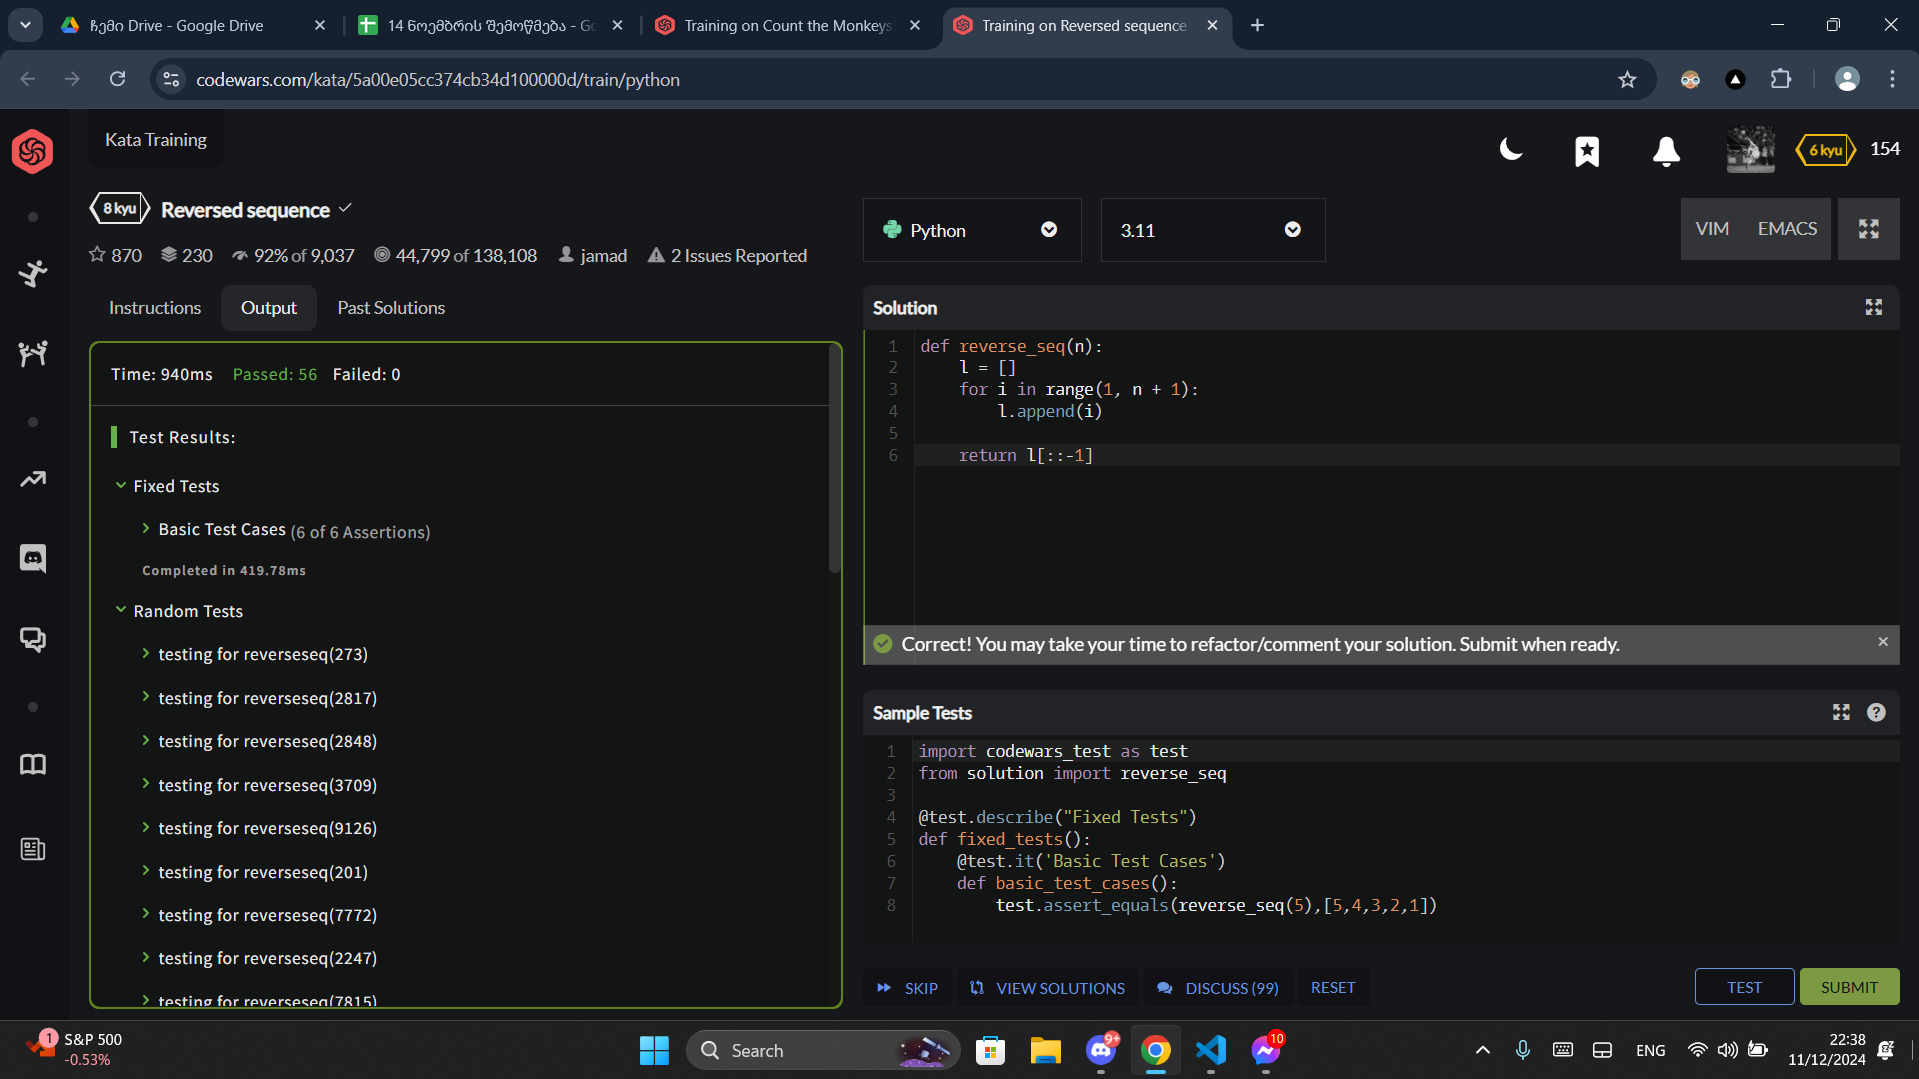 ჩემი Drive - Google Drive
14 ნოემბრის შემოწმება - Go
Training on Count the Monkeys
Training on Reversed sequence
codewars.com/kata/5a00e05cc374cb34d100000d/train/python
Kata Training
6 kyu 154
8 kyu Reversed sequence
870 230 92% of 9,037 44,799 of 138,108 jamad 2 Issues Reported
Python 3.11 VIM EMACS
Instructions Output Past Solutions
Time: 940ms Passed: 56 Failed: 0
Test Results:
Fixed Tests
Basic Test Cases (6 of 6 Assertions)
Completed in 419.78ms
Random Tests
testing for reverseseq(273)
testing for reverseseq(2817)
testing for reverseseq(2848)
testing for reverseseq(3709)
testing for reverseseq(9126)
testing for reverseseq(201)
testing for reverseseq(7772)
testing for reverseseq(2247)
testing for reverseseq(7815)
Solution
1 def reverse_seq(n):
2 l = []
3 for i in range(1, n + 1):
4 l.append(i)
5
6 return l[::-1]
Correct! You may take your time to refactor/comment your solution. Submit when ready.
Sample Tests
1 import codewars_test as test
2 from solution import reverse_seq
3
4 @test.describe("Fixed Tests")
5 def fixed_tests():
6 @test.it('Basic Test Cases')
7 def basic_test_cases():
8 test.assert_equals(reverse_seq(5),[5,4,3,2,1])
SKIP VIEW SOLUTIONS DISCUSS (99) RESET TEST SUBMIT
1 S&P 500
-0.53%
Search
9+
10
ENG
22:38
11/12/2024